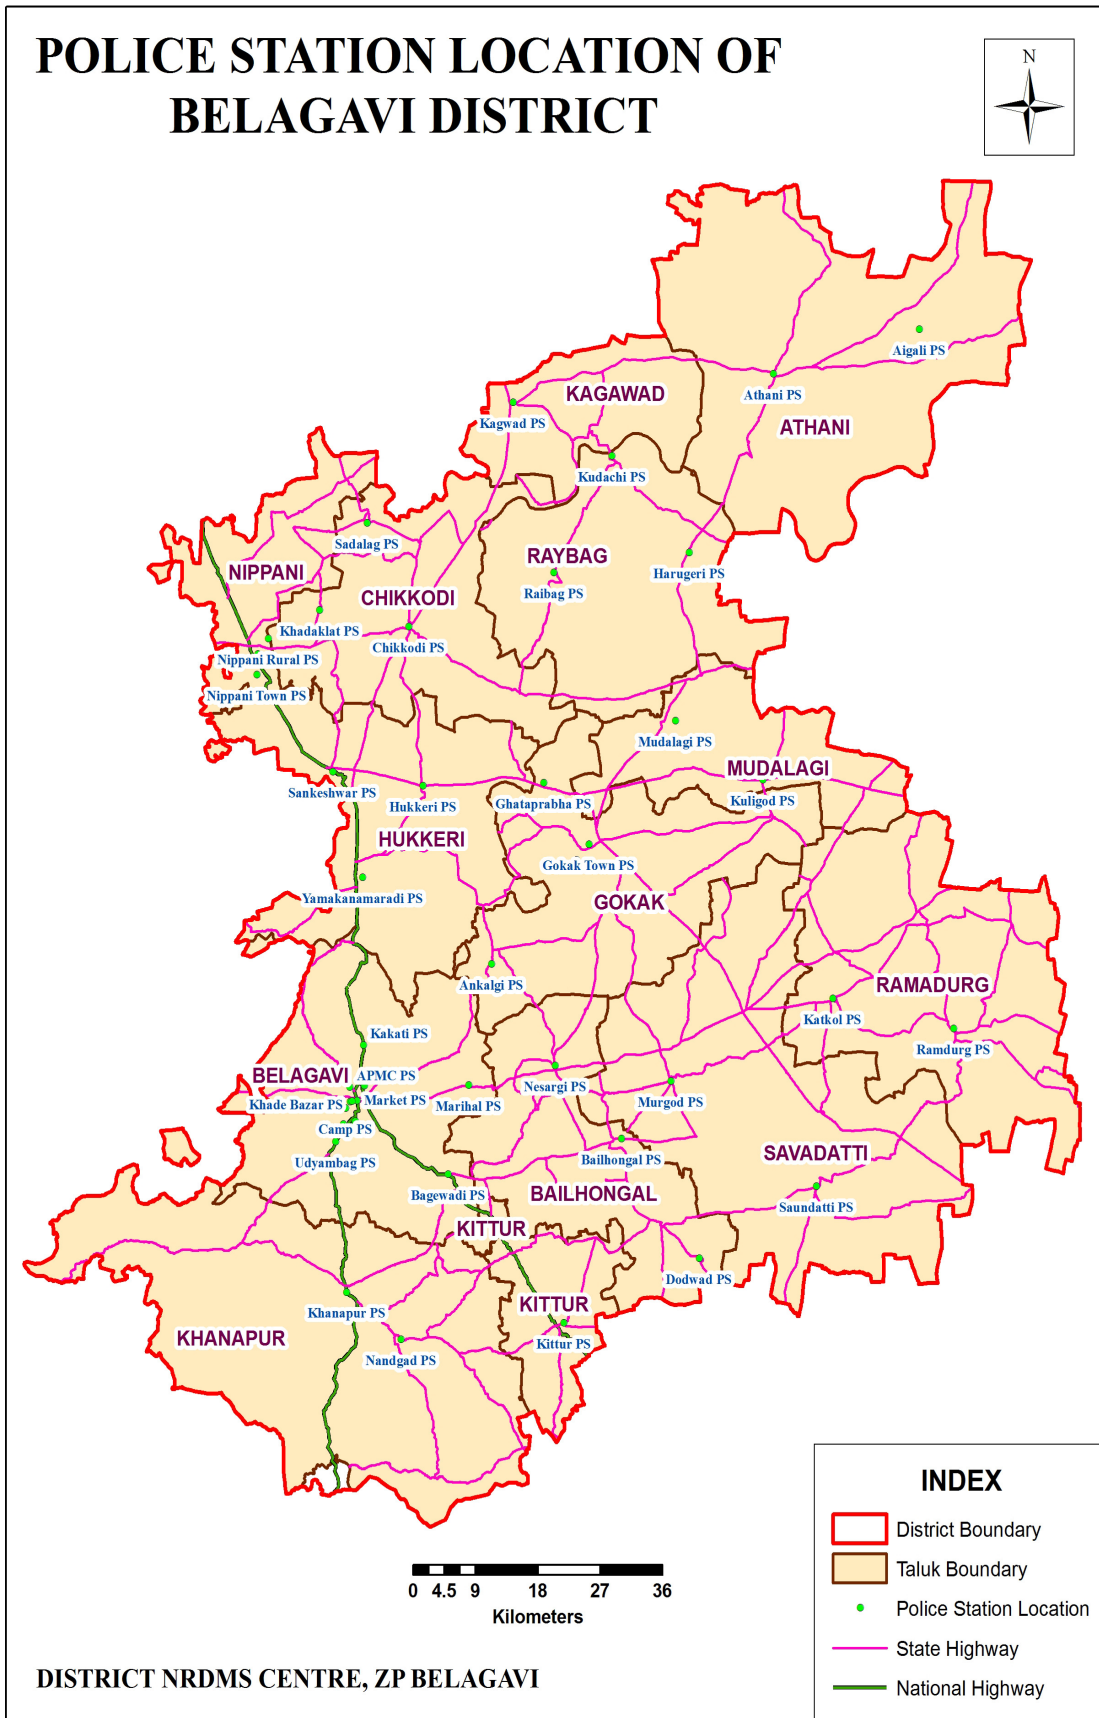 POLICE STATION LOCATION OF
BELAGAVI DISTRICT
N
Aigali PS
Athani PS
KAGAWAD
Kagwad PS
ATHANI
Kudachi PS
Sadalag PS
RAYBAG
NIPPANI
Harugeri PS
Raibag PS
CHIKKODI
Khadaklat PS
Chikkodi PS
Nippani Rural PS
Nippani Town PS
Mudalagi PS
MUDALAGI
Sankeshwar PS
Hukkeri PS
Ghataprabha PS
Kuligod PS
HUKKERI
Gokak Town PS
Yamakanamaradi PS
GOKAK
Ankalgi PS
RAMADURG
Katkol PS
Kakati PS
Ramdurg PS
BELAGAVI
APMC PS
Nesargi PS
Khade Bazar PS
Market PS
Marihal PS
Murgod PS
Camp PS
Bailhongal PS
SAVADATTI
Udyambag PS
Bagewadi PS
BAILHONGAL
Saundatti PS
KITTUR
Dodwad PS
KITTUR
Khanapur PS
KHANAPUR
Kittur PS
Nandgad PS
INDEX
District Boundary
Taluk Boundary
Police Station Location
State Highway
National Highway
0 4.5 9 18 27 36
Kilometers
DISTRICT NRDMS CENTRE, ZP BELAGAVI